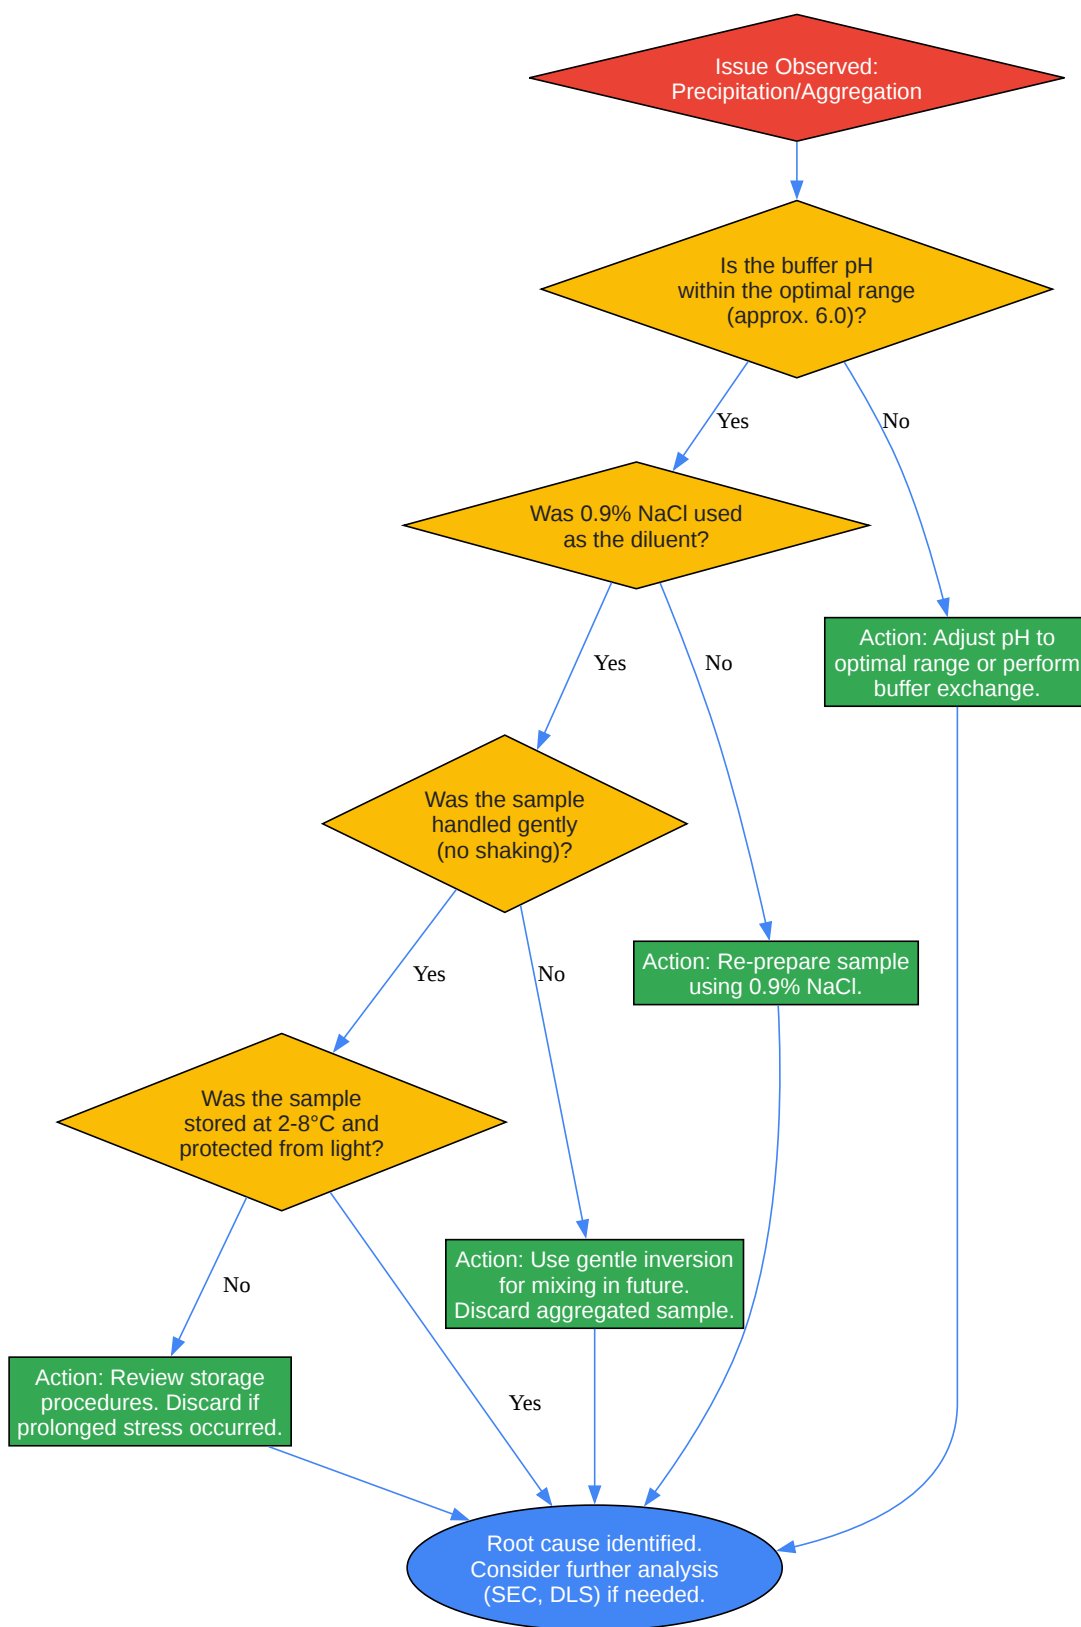 Issue Observed:
Precipitation/Aggregation
Is the buffer pH
within the optimal range
(approx. 6.0)?
Yes
No
Was 0.9% NaCl used
as the diluent?
Yes
No
Action: Adjust pH to
optimal range or perform
buffer exchange.
Was the sample
handled gently
(no shaking)?
Yes
No
Action: Re-prepare sample
using 0.9% NaCl.
Was the sample
stored at 2-8°C and
protected from light?
No
Yes
Action: Use gentle inversion
for mixing in future.
Discard aggregated sample.
Action: Review storage
procedures. Discard if
prolonged stress occurred.
Root cause identified.
Consider further analysis
(SEC, DLS) if needed.